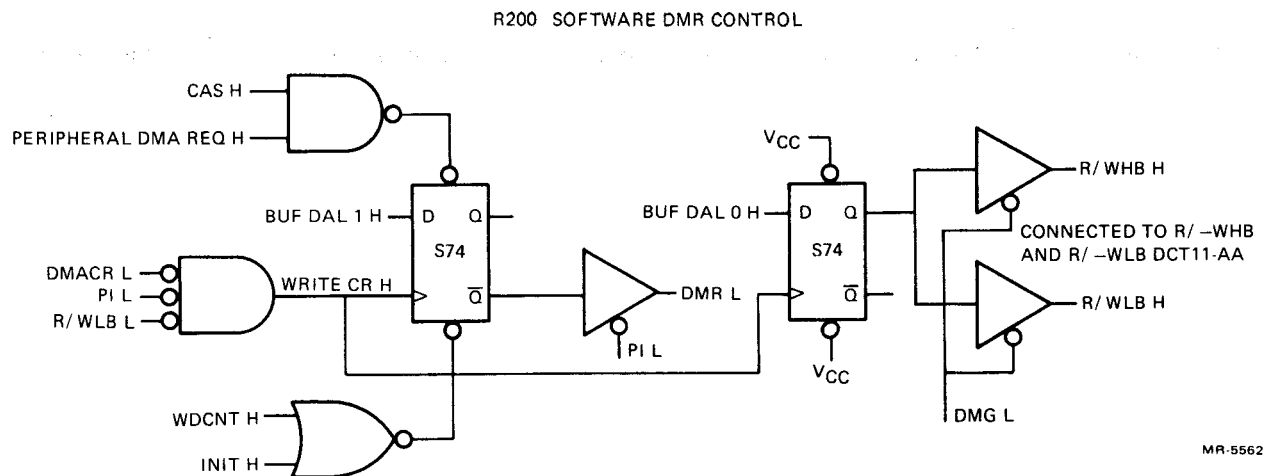 R200 SOFTWARE DMR CONTROL
CAS H
PERIPHERAL DMA REQ H
BUF DAL 1 H
D Q
S74
Q
DMACR L
PI L
R/WLB L
WRITE CR H
WDCNT H
INIT H
DMR L
PI L
VCC
BUF DAL 0 H
D Q
S74
Q
VCC
R/WHB H
CONNECTED TO R/–WHB
AND R/–WLB DCT11-AA
R/WLB H
DMG L
MR-5562